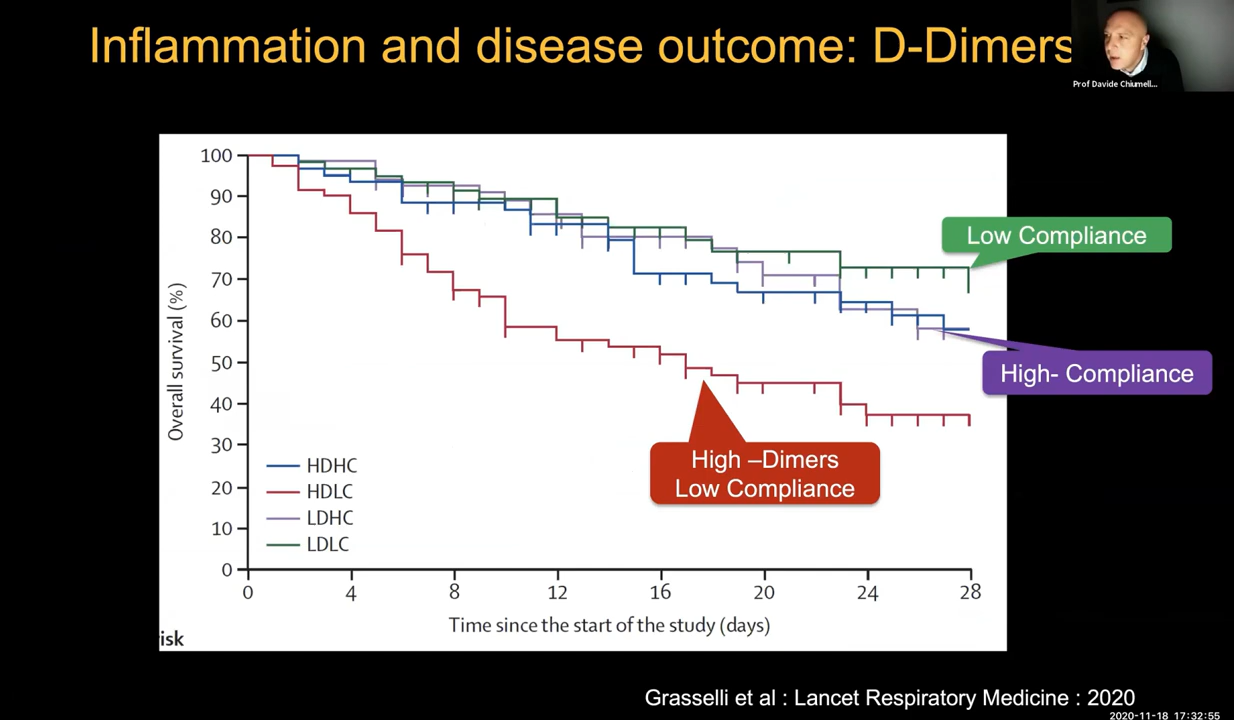 Inflammation and disease outcome: D-Dimers
Prof Davide Chiumell...
100
90
80
70
60
50
40
30
20
10
0
Overall survival (%)
Low Compliance
High- Compliance
High –Dimers
Low Compliance
HDHC
HDLC
LDHC
LDLC
0 4 8 12 16 20 24 28
Time since the start of the study (days)
isk
Grasselli et al : Lancet Respiratory Medicine : 2020
2020-11-18 17:32:55